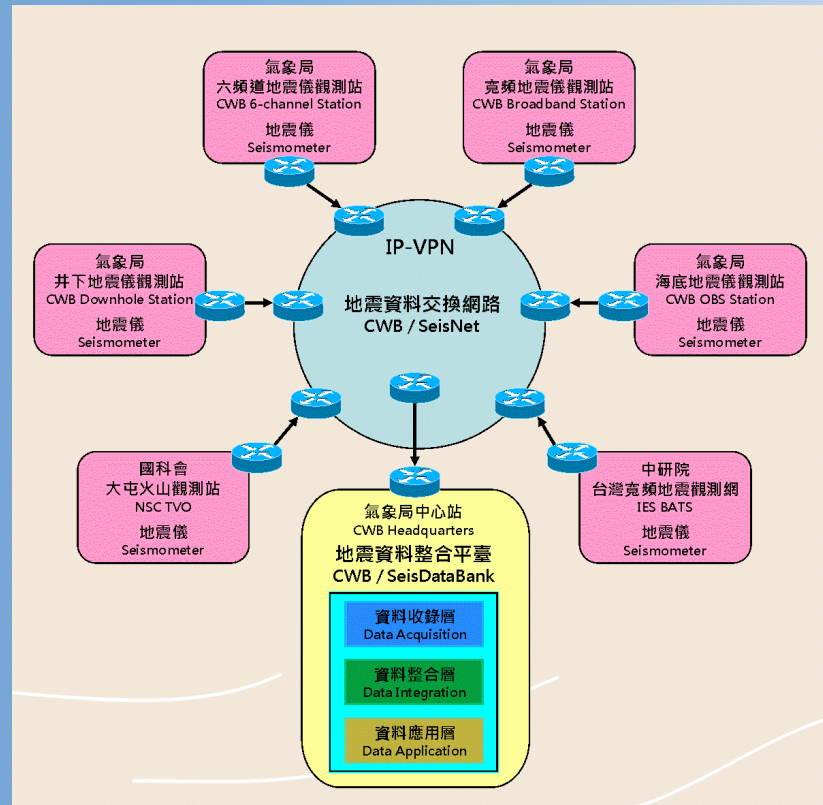 氣象局
六頻道地震儀觀測站
CWB 6-channel Station
地震儀
Seismometer
氣象局
寬頻地震儀觀測站
CWB Broadband Station
地震儀
Seismometer
IP-VPN
地震資料交換網路
CWB / SeisNet
氣象局
井下地震儀觀測站
CWB Downhole Station
地震儀
Seismometer
氣象局
海底地震儀觀測站
CWB OBS Station
地震儀
Seismometer
國科會
大屯火山觀測站
NSC TVO
地震儀
Seismometer
中研院
台灣寬頻地震觀測網
IES BATS
地震儀
Seismometer
氣象局中心站
CWB Headquarters
地震資料整合平臺
CWB / SeisDataBank
資料收錄層
Data Acquisition
資料整合層
Data Integration
資料應用層
Data Application